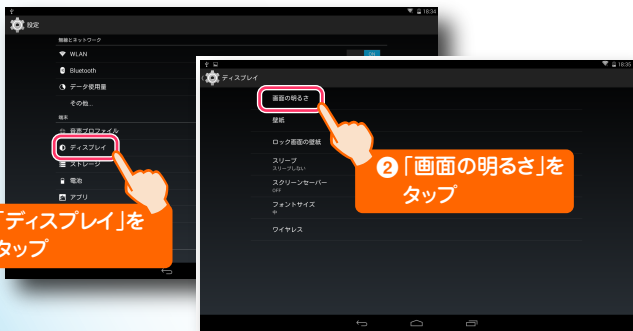 18:34
設定
無線とネットワーク
WLAN
ON
Bluetooth
データ使用量
その他...
端末
音声プロファイル
ディスプレイ
ストレージ
電池
アプリ
「ディスプレイ」を
タップ
18:35
ディスプレイ
画面の明るさ
壁紙
ロック画面の壁紙
スリープ
スリープしない
スクリーンセーバー
OFF
フォントサイズ
中
ワイヤレス
2 「画面の明るさ」を
タップ